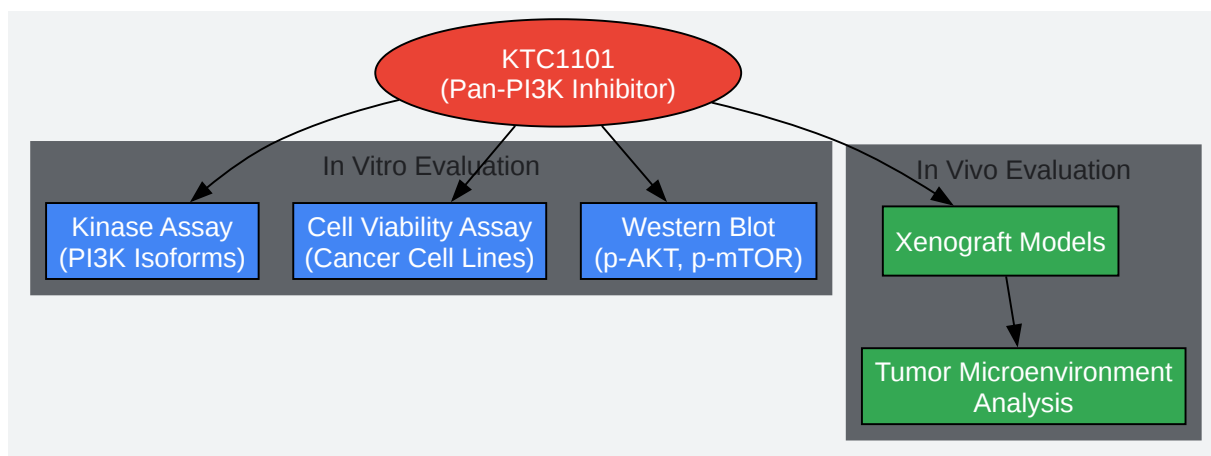 KTC1101
(Pan-PI3K Inhibitor)
In Vitro Evaluation
Kinase Assay
(PI3K Isoforms)
Cell Viability Assay
(Cancer Cell Lines)
Western Blot
(p-AKT, p-mTOR)
In Vivo Evaluation
Xenograft Models
Tumor Microenvironment
Analysis